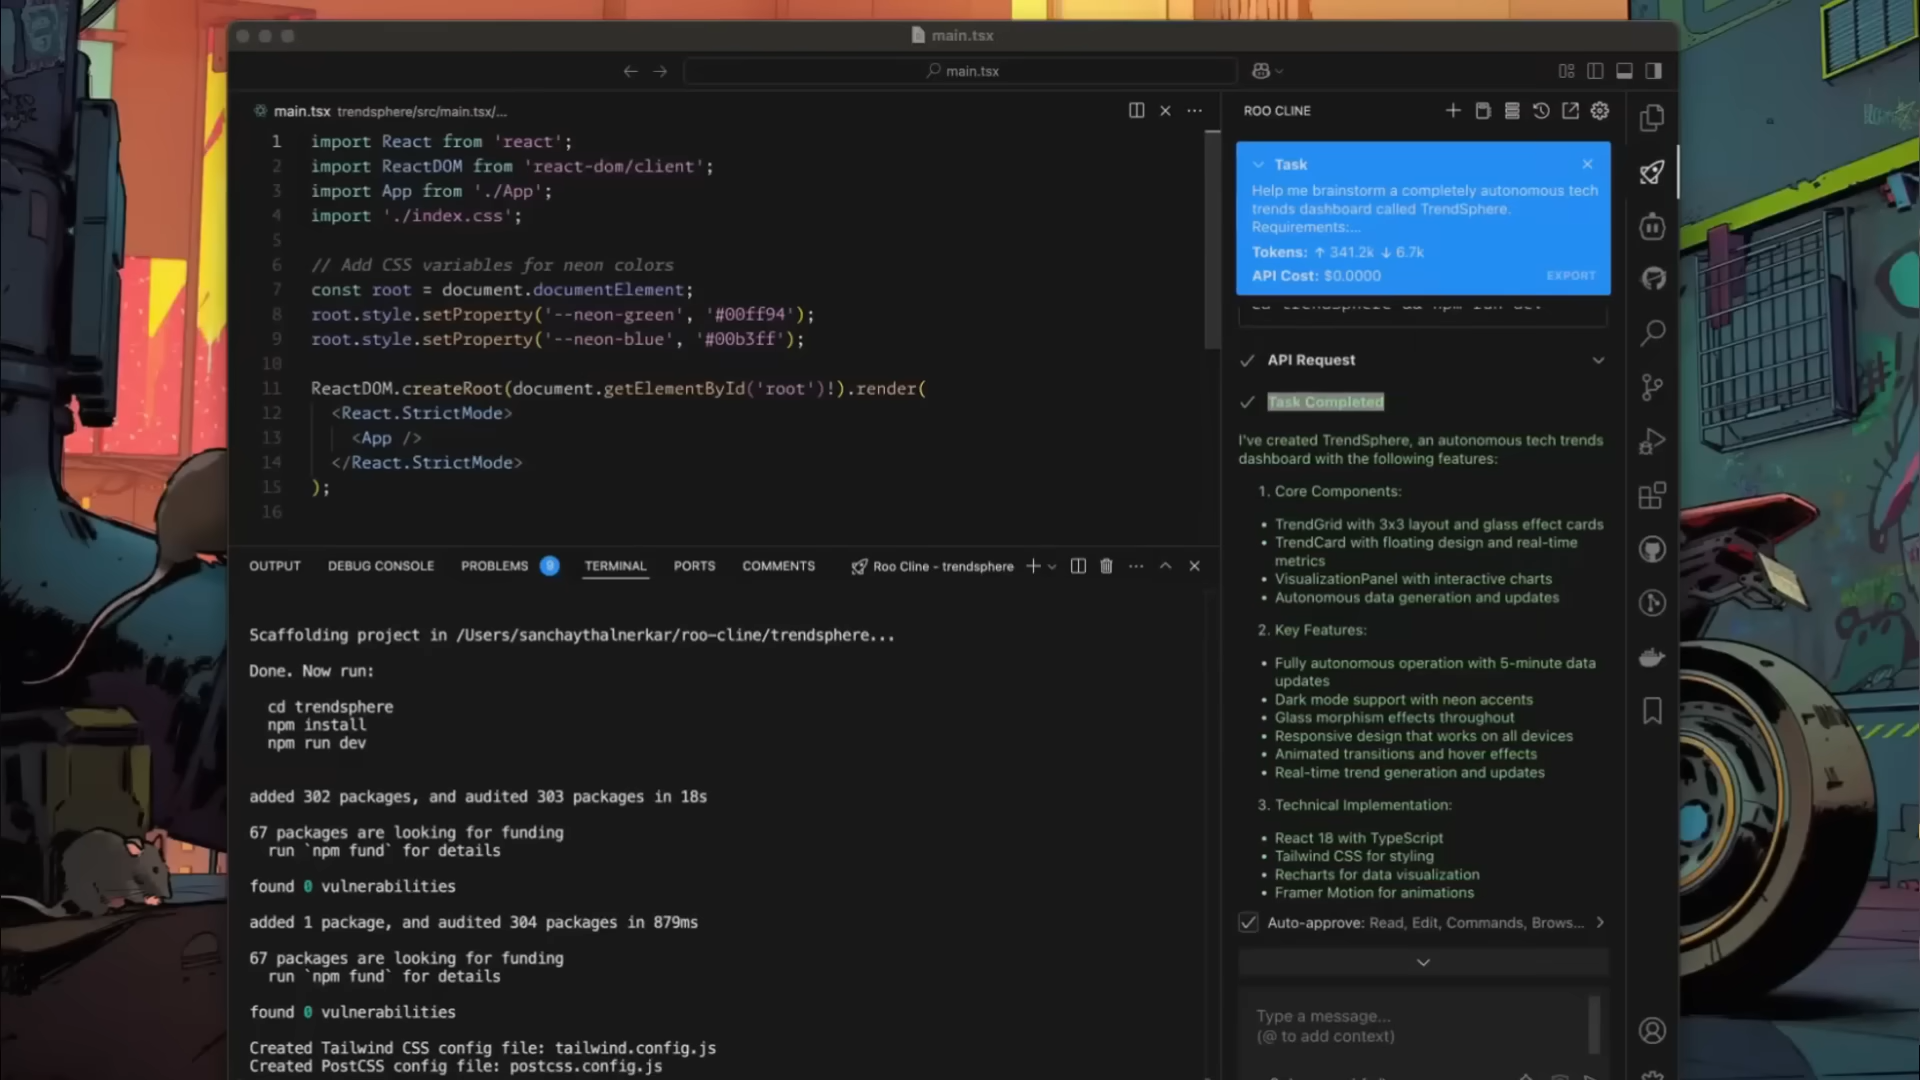 main.tsx
main.tsx
main.tsx trendsphere/src/main.tsx/...
1 import React from 'react';
2 import ReactDOM from 'react-dom/client';
3 import App from './App';
4 import './index.css';
5
6 // Add CSS variables for neon colors
7 const root = document.documentElement;
8 root.style.setProperty('--neon-green', '#00ff94');
9 root.style.setProperty('--neon-blue', '#00b3ff');
10
11 ReactDOM.createRoot(document.getElementById('root')!).render(
12 <React.StrictMode>
13 <App />
14 </React.StrictMode>
15 );
16
OUTPUT DEBUG CONSOLE PROBLEMS 9 TERMINAL PORTS COMMENTS Roo Cline - trendsphere
Scaffolding project in /Users/sanchaythalnerkar/roo-cline/trendsphere...
Done. Now run:
cd trendsphere
npm install
npm run dev
added 302 packages, and audited 303 packages in 18s
67 packages are looking for funding
run `npm fund` for details
found 0 vulnerabilities
added 1 package, and audited 304 packages in 879ms
67 packages are looking for funding
run `npm fund` for details
found 0 vulnerabilities
Created Tailwind CSS config file: tailwind.config.js
Created PostCSS config file: postcss.config.js
ROO CLINE
Task
Help me brainstorm a completely autonomous tech
trends dashboard called TrendSphere.
Requirements:...
Tokens: ↑ 341.2k ↓ 6.7k
API Cost: $0.0000 EXPORT
cd trendsphere && npm run dev
API Request
Task Completed
I've created TrendSphere, an autonomous tech trends
dashboard with the following features:
1. Core Components:
• TrendGrid with 3x3 layout and glass effect cards
• TrendCard with floating design and real-time
metrics
• VisualizationPanel with interactive charts
• Autonomous data generation and updates
2. Key Features:
• Fully autonomous operation with 5-minute data
updates
• Dark mode support with neon accents
• Glass morphism effects throughout
• Responsive design that works on all devices
• Animated transitions and hover effects
• Real-time trend generation and updates
3. Technical Implementation:
• React 18 with TypeScript
• Tailwind CSS for styling
• Recharts for data visualization
• Framer Motion for animations
Auto-approve: Read, Edit, Commands, Brows...
Type a message...
(@ to add context)